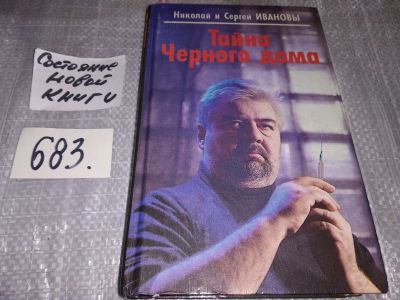 Николай и Сергей ИВАНОВЫ
Тайна
Черного дома
Состояние
новой
книги
683.